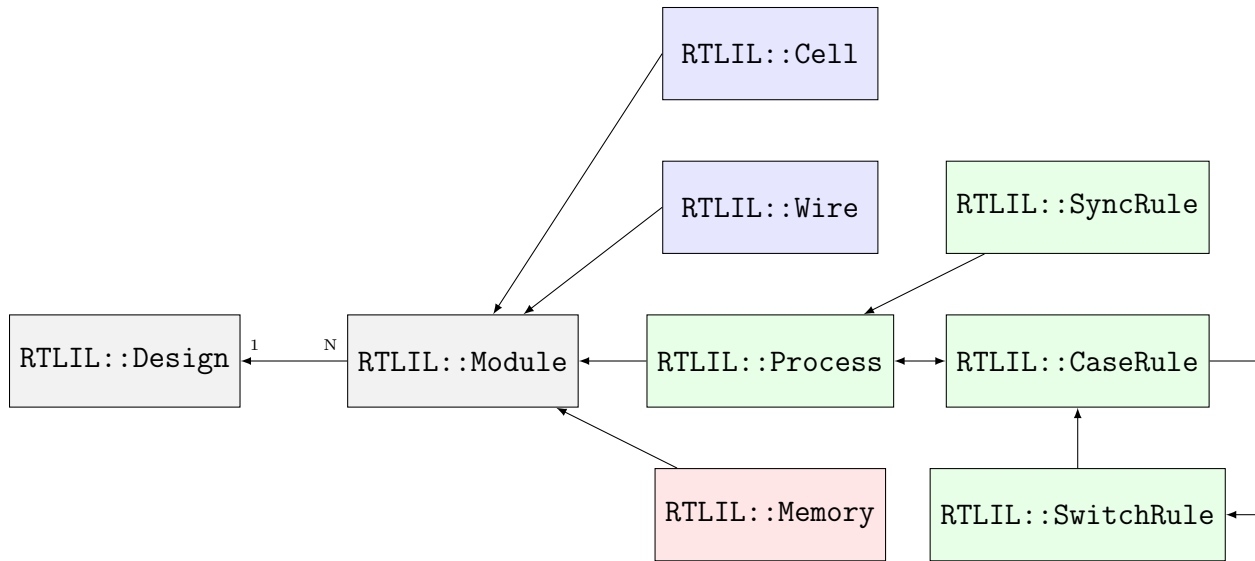 RTLIL::Cell
RTLIL::Wire
RTLIL::SyncRule
RTLIL::Design
1
N
RTLIL::Module
RTLIL::Process
RTLIL::CaseRule
RTLIL::Memory
RTLIL::SwitchRule